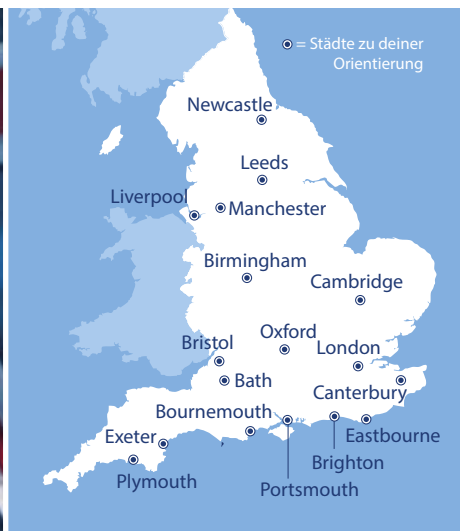 = Städte zu deiner
Orientierung
Newcastle
Leeds
Liverpool
Manchester
Birmingham
Cambridge
Oxford
Bristol
London
Bath
Canterbury
Bournemouth
Exeter
Eastbourne
Brighton
Plymouth
Portsmouth